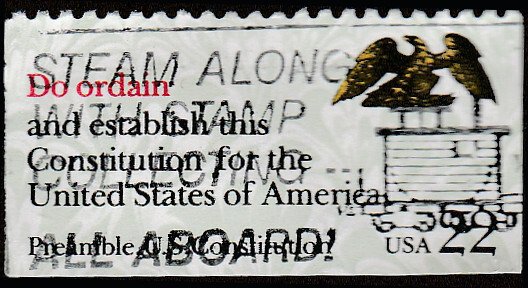 STEAM ALONG
Do ordain
WITH STAMP
and establish this
Constitution for the
COLLECTING --
United States of America
Preamble, U.S. Constitution
ALL ABOARD!
USA 22